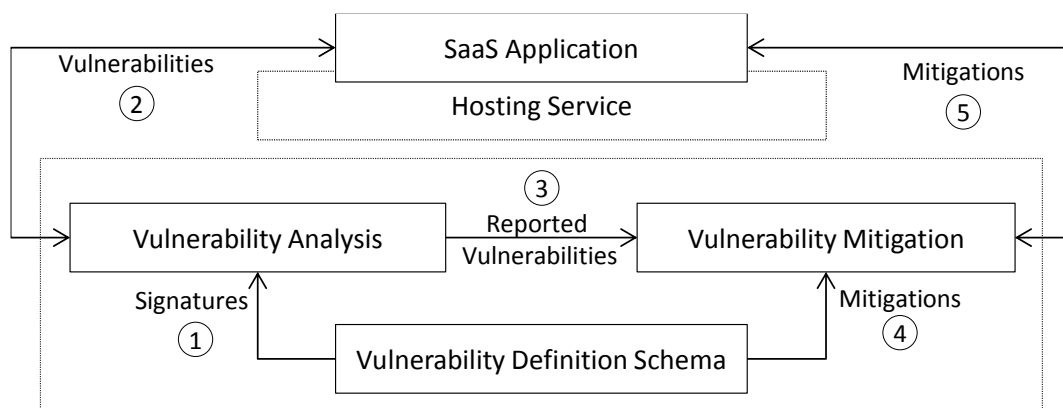 SaaS Application
Vulnerabilities
2
Hosting Service
Mitigations
5
3
Vulnerability Analysis
Reported
Vulnerabilities
Vulnerability Mitigation
Signatures
1
Mitigations
4
Vulnerability Definition Schema